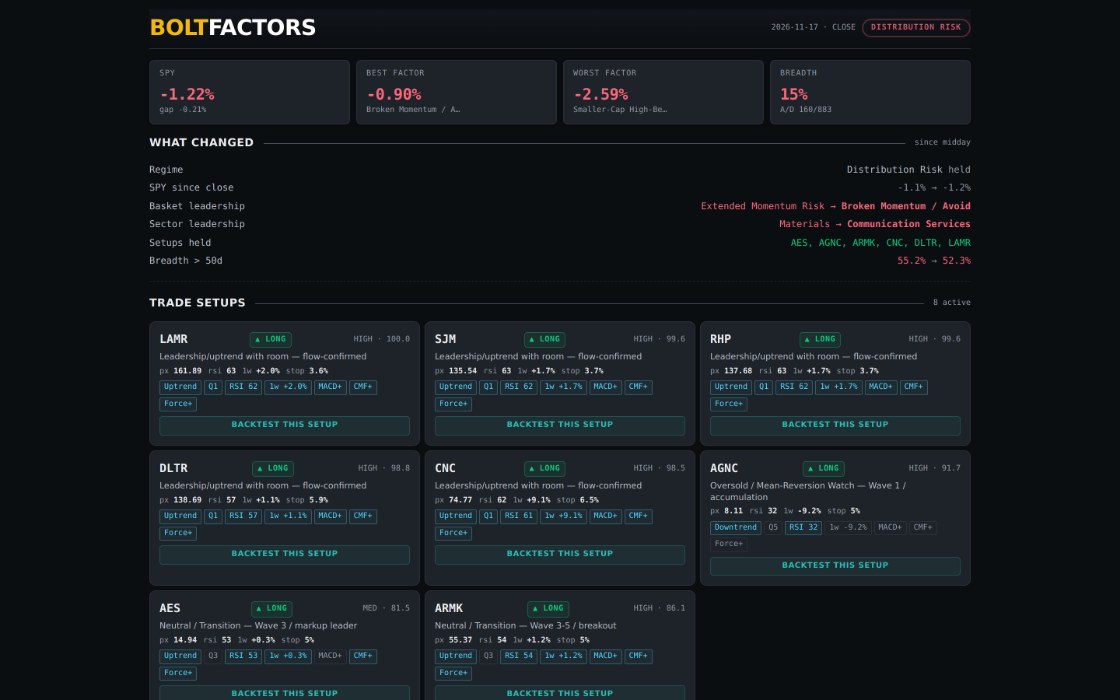 BOLTFACTORS
2026-11-17 · CLOSE DISTRIBUTION RISK
SPY
-1.22%
gap -0.21%
BEST FACTOR
-0.90%
Broken Momentum / A…
WORST FACTOR
-2.59%
Smaller-Cap High-Be…
BREADTH
15%
A/D 160/883
WHAT CHANGED since midday
Regime Distribution Risk held
SPY since close -1.1% → -1.2%
Basket leadership Extended Momentum Risk → Broken Momentum / Avoid
Sector leadership Materials → Communication Services
Setups held AES, AGNC, ARMK, CNC, DLTR, LAMR
Breadth > 50d 55.2% → 52.3%
TRADE SETUPS 8 active
LAMR ▲ LONG HIGH · 100.0
Leadership/uptrend with room — flow-confirmed
px 161.89 rsi 63 1w +2.0% stop 3.6%
Uptrend Q1 RSI 62 1w +2.0% MACD+ CMF+
Force+
BACKTEST THIS SETUP
SJM ▲ LONG HIGH · 99.6
Leadership/uptrend with room — flow-confirmed
px 135.54 rsi 63 1w +1.7% stop 3.7%
Uptrend Q1 RSI 62 1w +1.7% MACD+ CMF+
Force+
BACKTEST THIS SETUP
RHP ▲ LONG HIGH · 99.6
Leadership/uptrend with room — flow-confirmed
px 137.68 rsi 63 1w +1.7% stop 3.7%
Uptrend Q1 RSI 62 1w +1.7% MACD+ CMF+
Force+
BACKTEST THIS SETUP
DLTR ▲ LONG HIGH · 98.8
Leadership/uptrend with room — flow-confirmed
px 138.69 rsi 57 1w +1.1% stop 5.9%
Uptrend Q1 RSI 57 1w +1.1% MACD+ CMF+
Force+
BACKTEST THIS SETUP
CNC ▲ LONG HIGH · 98.5
Leadership/uptrend with room — flow-confirmed
px 74.77 rsi 62 1w +9.1% stop 6.5%
Uptrend Q1 RSI 61 1w +9.1% MACD+ CMF+
Force+
BACKTEST THIS SETUP
AGNC ▲ LONG HIGH · 91.7
Oversold / Mean-Reversion Watch — Wave 1 /
accumulation
px 8.11 rsi 32 1w -9.2% stop 5%
Downtrend Q5 RSI 32 1w -9.2% MACD+ CMF+
Force+
BACKTEST THIS SETUP
AES ▲ LONG MED · 81.5
Neutral / Transition — Wave 3 / markup leader
px 14.94 rsi 53 1w +0.3% stop 5%
Uptrend Q3 RSI 53 1w +0.3% MACD+ CMF+
Force+
BACKTEST THIS SETUP
ARMK ▲ LONG HIGH · 86.1
Neutral / Transition — Wave 3-5 / breakout
px 55.37 rsi 54 1w +1.2% stop 5%
Uptrend Q3 RSI 54 1w +1.2% MACD+ CMF+
Force+
BACKTEST THIS SETUP